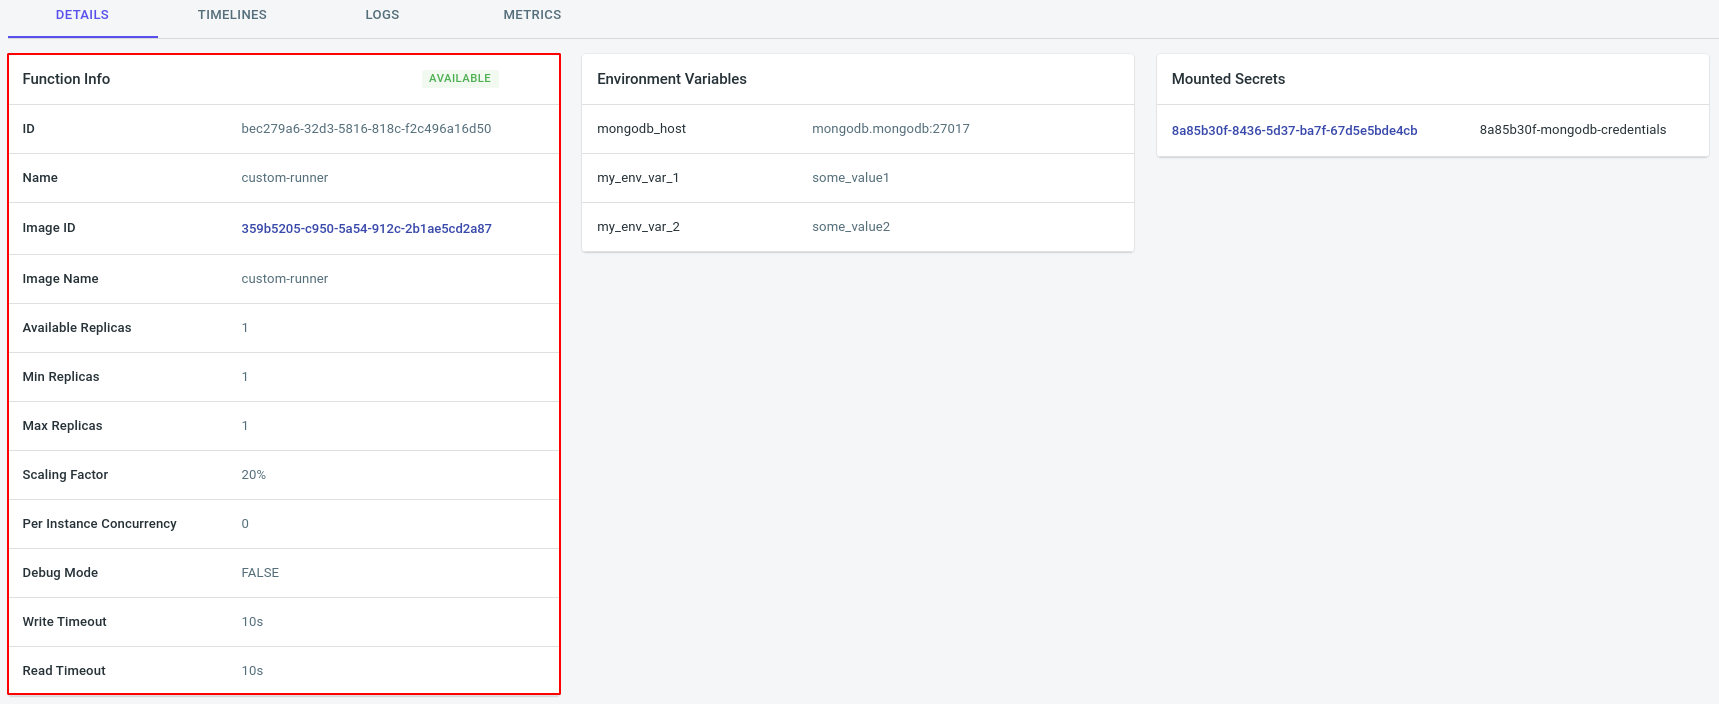 DETAILS TIMELINES LOGS METRICS
Function Info AVAILABLE
ID bec279a6-32d3-5816-818c-f2c496a16d50
Name custom-runner
Image ID 359b5205-c950-5a54-912c-2b1ae5cd2a87
Image Name custom-runner
Available Replicas 1
Min Replicas 1
Max Replicas 1
Scaling Factor 20%
Per Instance Concurrency 0
Debug Mode FALSE
Write Timeout 10s
Read Timeout 10s
Environment Variables
mongodb_host mongodb.mongodb:27017
my_env_var_1 some_value1
my_env_var_2 some_value2
Mounted Secrets
8a85b30f-8436-5d37-ba7f-67d5e5bde4cb 8a85b30f-mongodb-credentials